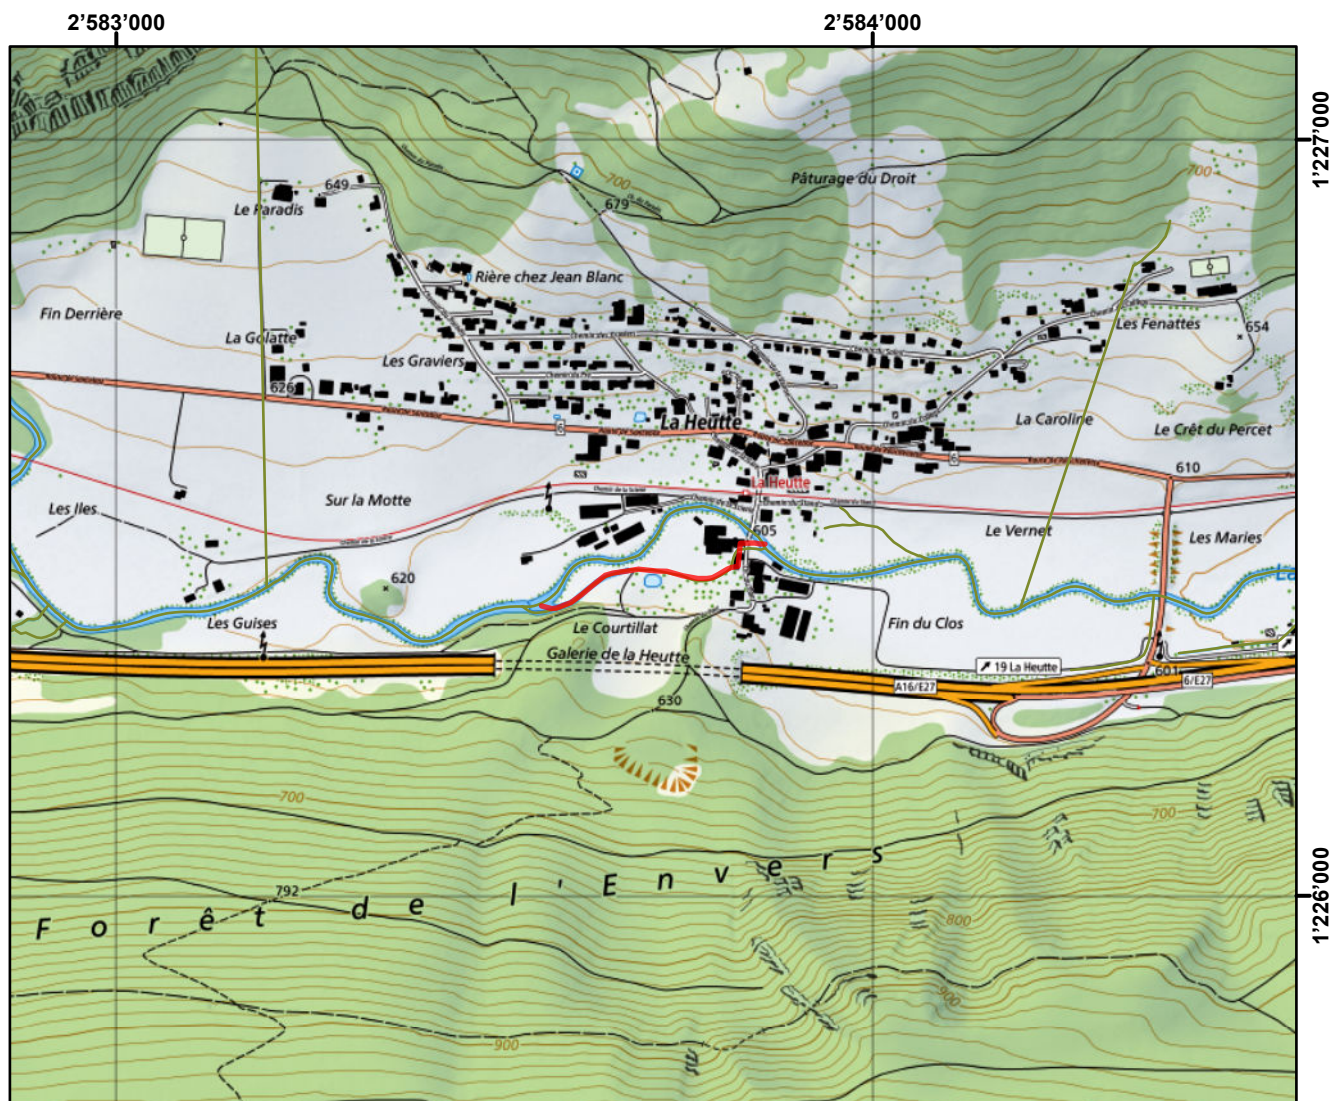 2'583'000
2'584'000
1'227'000
1'226'000
Pâturage du Droit
700
700
649
679
Le Paradis
Rière chez Jean Blanc
Fin Derrière
Les Fenattes
654
La Golatte
Les Graviers
626
La Heutte
La Caroline
Le Crêt du Percet
6
6
610
La Heutte
Sur la Motte
Les Iles
605
Le Vernet
Les Maries
La
620
Les Guises
Le Courtillat
Fin du Clos
Galerie de la Heutte
19 La Heutte
601
A16/E27
6/E27
630
700
700
792
Forêt de l'Envers
800
900
900